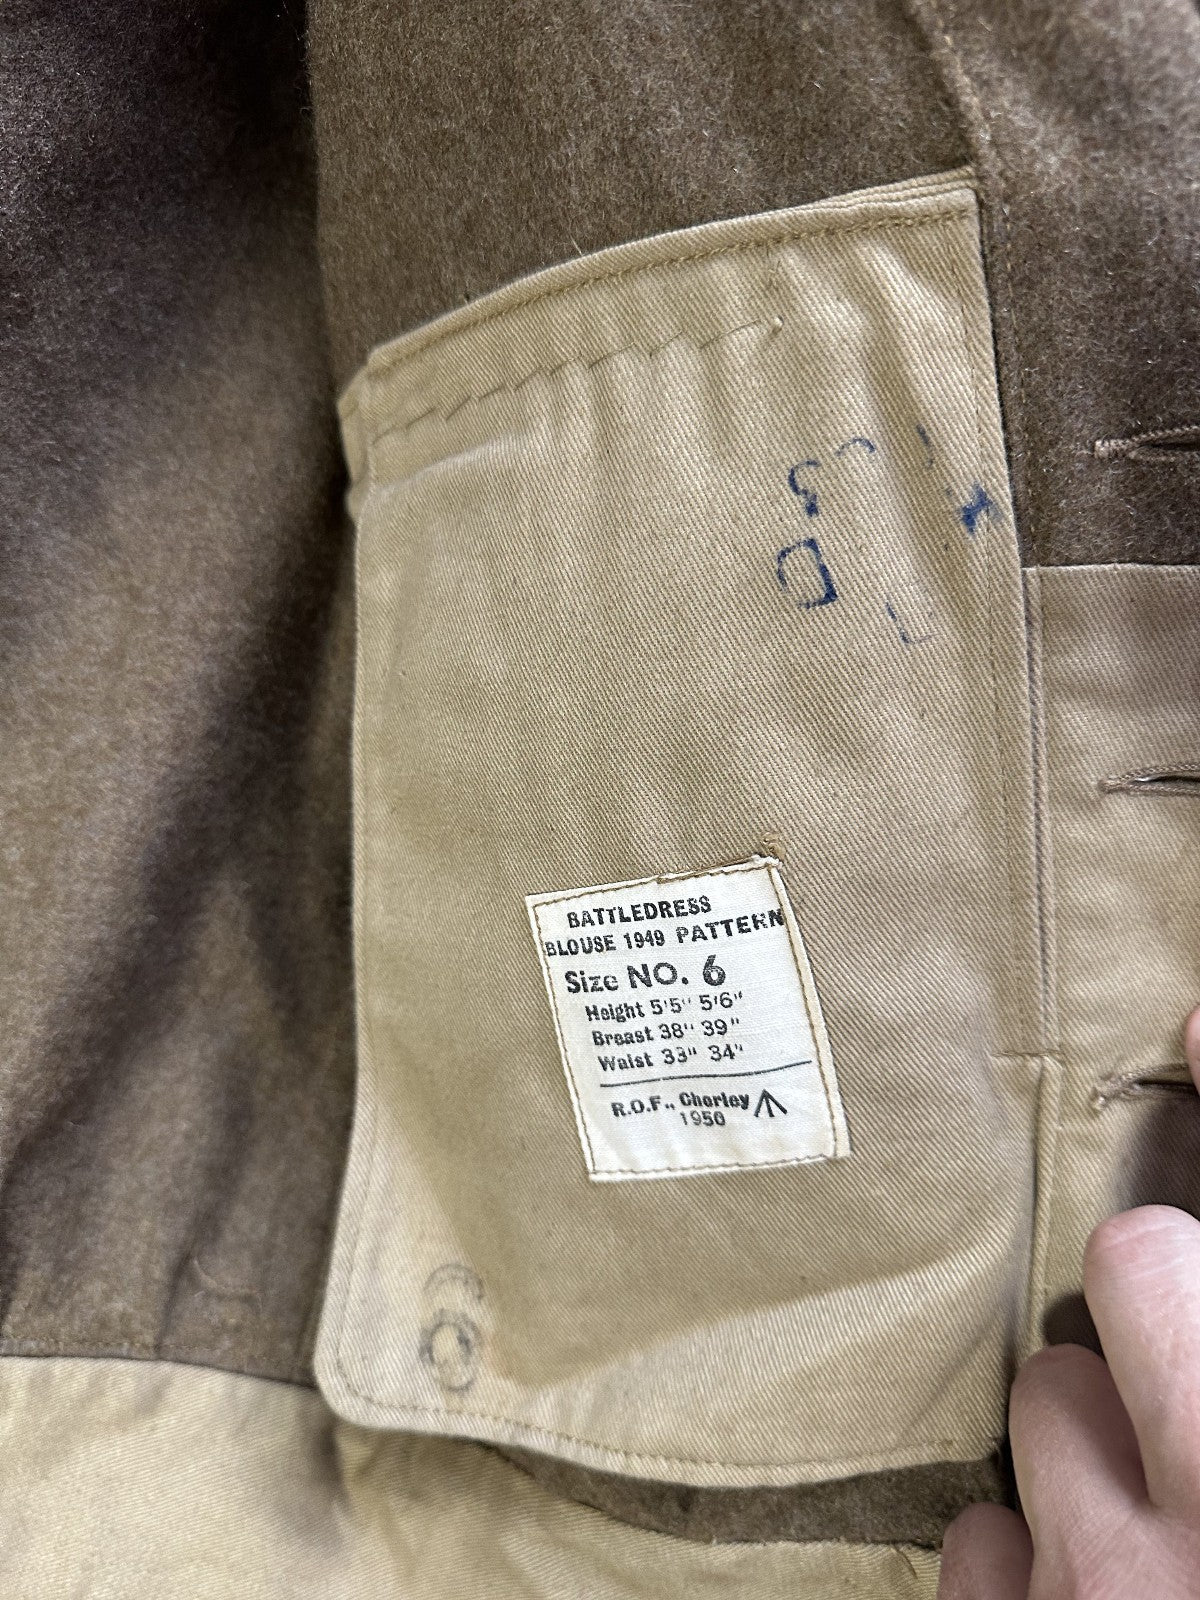 BATTLEDRESS
BLOUSE 1949 PATTERN
Size NO. 6
Height 5'5" 5'6"
Breast 38" 39"
Waist 33" 34"
R.O.F., Chorley
1950